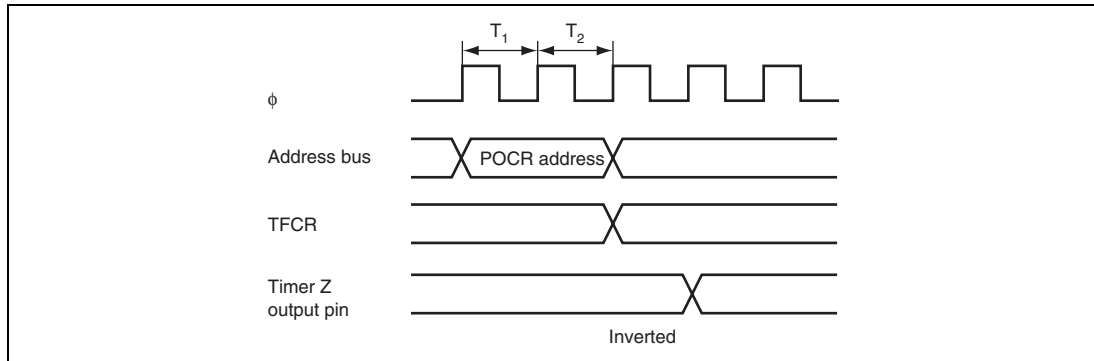 T1 T2
ϕ
Address bus POCR address
TFCR
Timer Z
output pin
Inverted